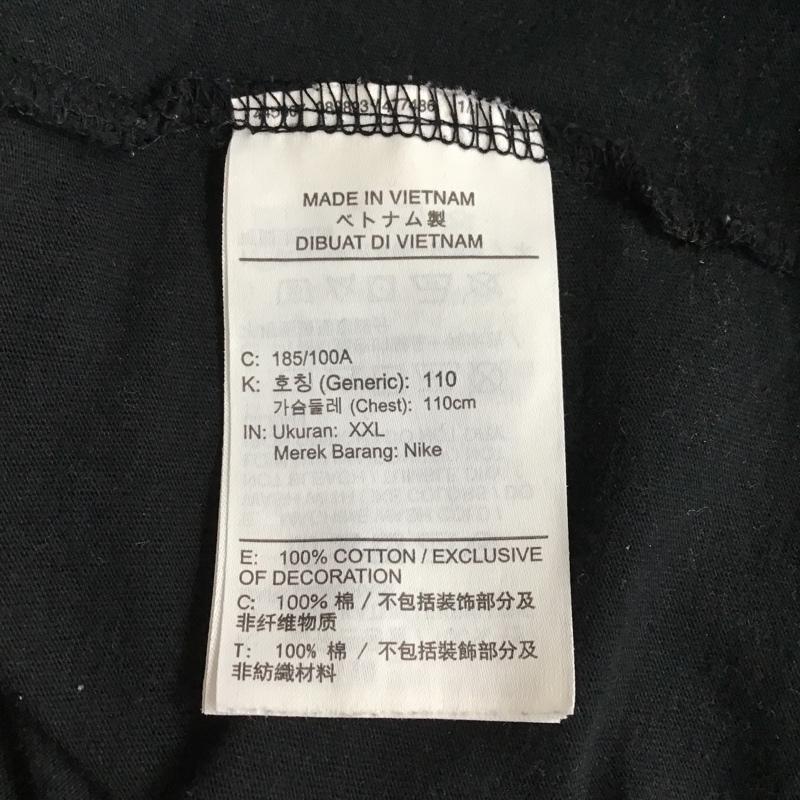 MADE IN VIETNAM
ベトナム製
DIBUAT DI VIETNAM
C: 185/100A
K: 호칭 (Generic): 110
가슴둘레 (Chest): 110cm
IN: Ukuran: XXL
Merek Barang: Nike
E: 100% COTTON / EXCLUSIVE
OF DECORATION
C: 100% 棉 / 不包括装饰部分及
非纤维物质
T: 100% 棉 / 不包括裝飾部分及
非紡織材料